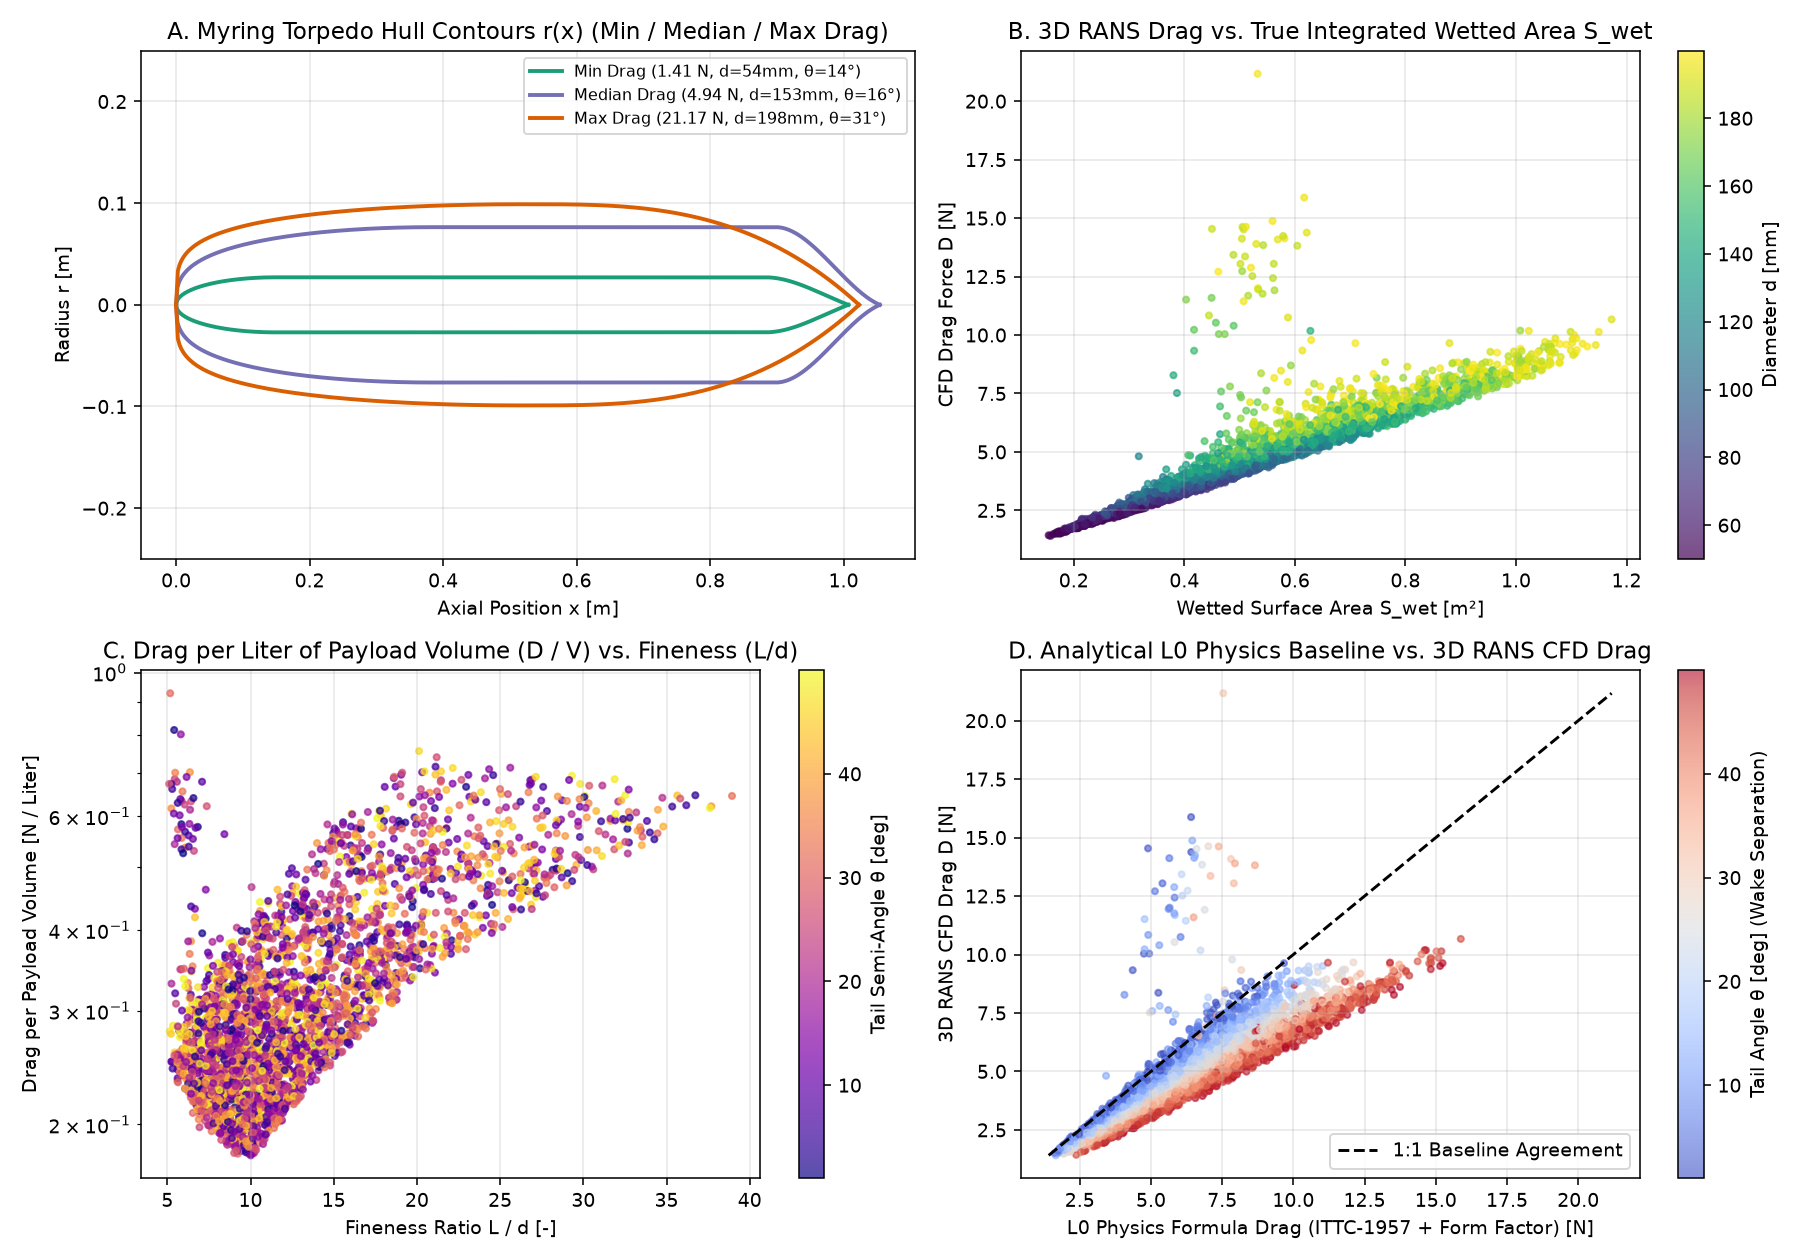 A. Myring Torpedo Hull Contours r(x) (Min / Median / Max Drag)
Min Drag (1.41 N, d=54mm, θ=14°)
Median Drag (4.94 N, d=153mm, θ=16°)
Max Drag (21.17 N, d=198mm, θ=31°)
0.2
0.1
0.0
−0.1
−0.2
Radius r [m]
0.0 0.2 0.4 0.6 0.8 1.0
Axial Position x [m]
B. 3D RANS Drag vs. True Integrated Wetted Area S_wet
20.0
17.5
15.0
12.5
10.0
7.5
5.0
2.5
CFD Drag Force D [N]
0.2 0.4 0.6 0.8 1.0 1.2
Wetted Surface Area S_wet [m²]
180
160
140
120
100
80
60
Diameter d [mm]
C. Drag per Liter of Payload Volume (D / V) vs. Fineness (L/d)
10⁰
6 × 10⁻¹
4 × 10⁻¹
3 × 10⁻¹
2 × 10⁻¹
Drag per Payload Volume [N / Liter]
5 10 15 20 25 30 35 40
Fineness Ratio L / d [-]
40
30
20
10
Tail Semi-Angle θ [deg]
D. Analytical L0 Physics Baseline vs. 3D RANS CFD Drag
20.0
17.5
15.0
12.5
10.0
7.5
5.0
2.5
3D RANS CFD Drag D [N]
1:1 Baseline Agreement
2.5 5.0 7.5 10.0 12.5 15.0 17.5 20.0
L0 Physics Formula Drag (ITTC-1957 + Form Factor) [N]
40
30
20
10
Tail Angle θ [deg] (Wake Separation)